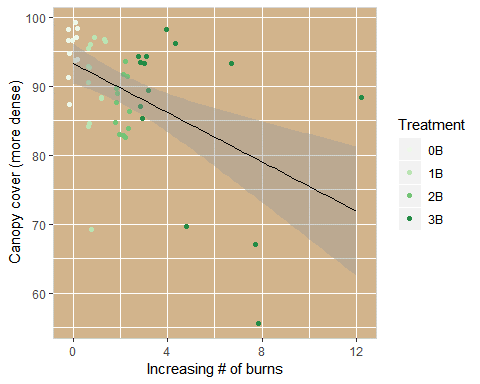 100
90
80
70
60
Canopy cover (more dense)
0
4
8
12
Increasing # of burns
Treatment
0B
1B
2B
3B